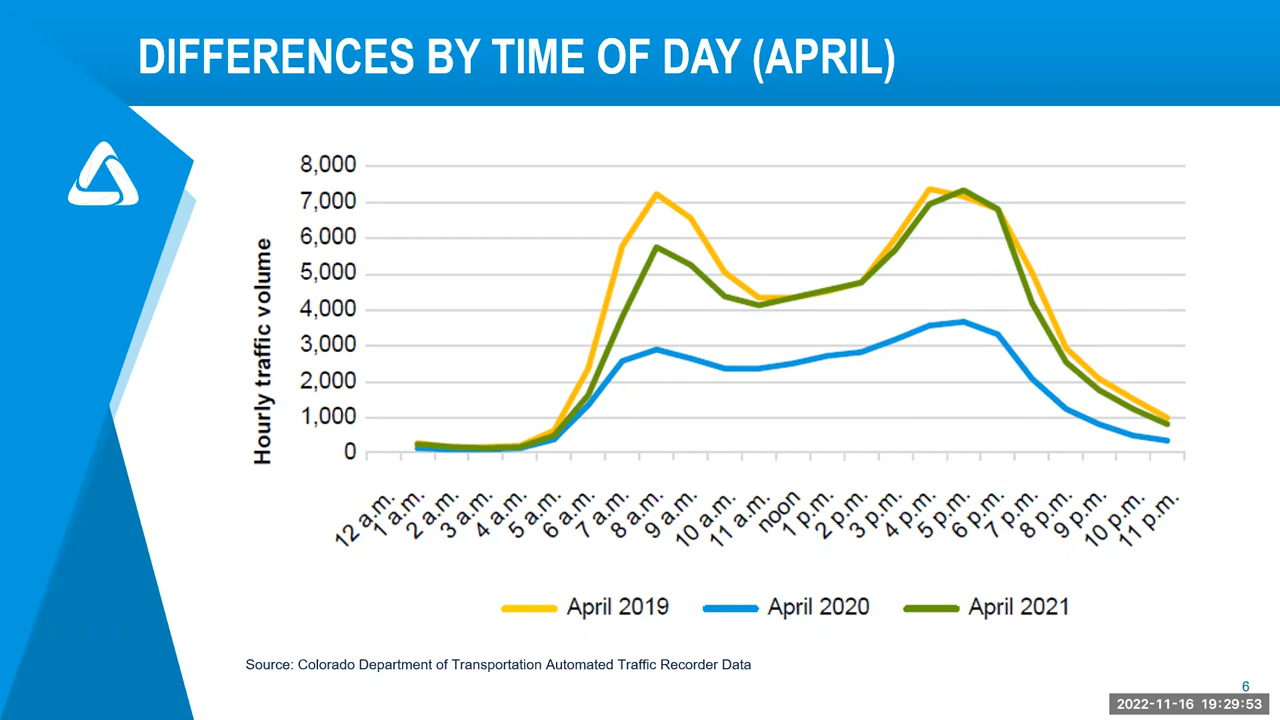 DIFFERENCES BY TIME OF DAY (APRIL)
Hourly traffic volume
8,000
7,000
6,000
5,000
4,000
3,000
2,000
1,000
0
12 a.m.
1 a.m.
2 a.m.
3 a.m.
4 a.m.
5 a.m.
6 a.m.
7 a.m.
8 a.m.
9 a.m.
10 a.m.
11 a.m.
noon
1 p.m.
2 p.m.
3 p.m.
4 p.m.
5 p.m.
6 p.m.
7 p.m.
8 p.m.
9 p.m.
10 p.m.
11 p.m.
April 2019
April 2020
April 2021
Source: Colorado Department of Transportation Automated Traffic Recorder Data
6
2022-11-16 19:29:53